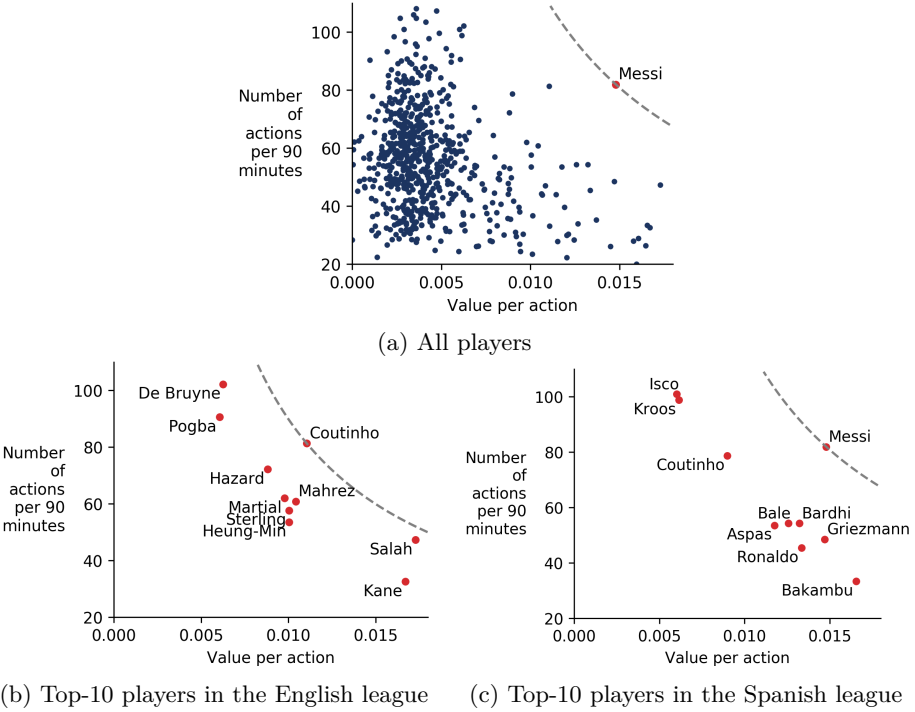 100
80
60
40
20
Number
of
actions
per 90
minutes
Messi
0.000 0.005 0.010 0.015
Value per action
(a) All players
100
80
60
40
20
Number
of
actions
per 90
minutes
De Bruyne
Pogba
Coutinho
Hazard
Mahrez
Martial
Sterling
Heung-Min
Salah
Kane
0.000 0.005 0.010 0.015
Value per action
(b) Top-10 players in the English league
100
80
60
40
20
Number
of
actions
per 90
minutes
Isco
Kroos
Messi
Coutinho
Bale Bardhi
Aspas
Griezmann
Ronaldo
Bakambu
0.000 0.005 0.010 0.015
Value per action
(c) Top-10 players in the Spanish league